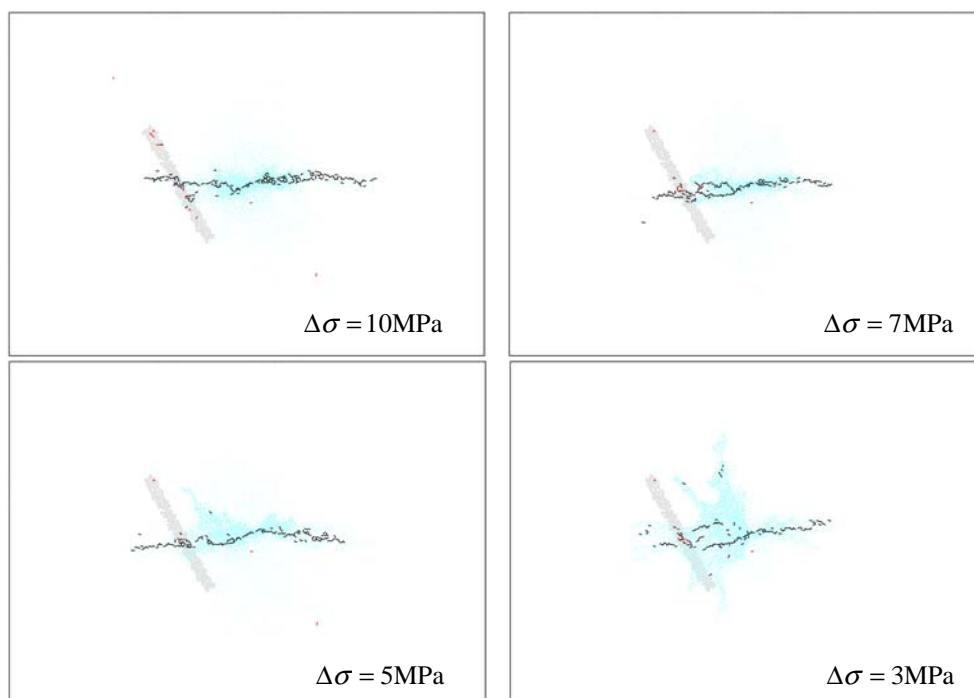 Δσ = 10MPa
Δσ = 7MPa
Δσ = 5MPa
Δσ = 3MPa